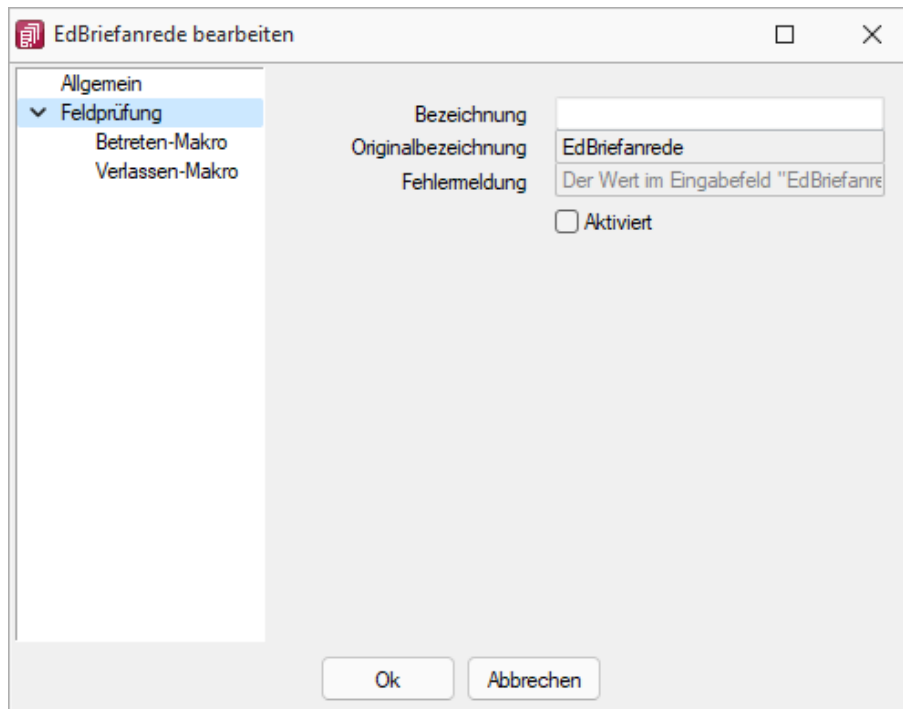 EdBriefanrede bearbeiten
Allgemein
Feldprüfung
Betreten-Makro
Verlassen-Makro
Bezeichnung
Originalbezeichnung EdBriefanrede
Fehlermeldung Der Wert im Eingabefeld "EdBriefanre
Aktiviert
Ok Abbrechen